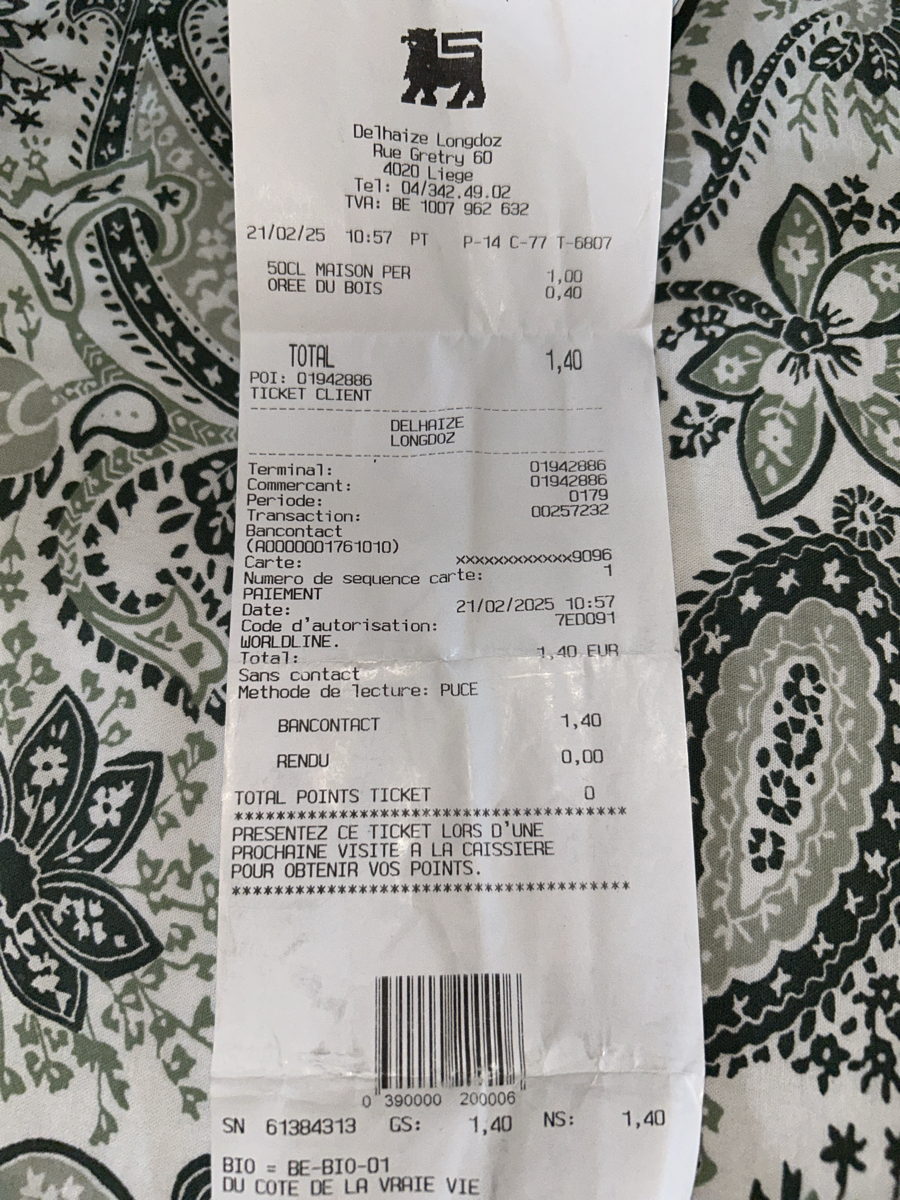 Delhaize Longdoz
Rue Gretry 60
4020 Liege
Tel: 04/342.49.02
TVA: BE 1007 962 632
21/02/25 10:57 PT P-14 C-77 T-6807
50CL MAISON PER 1,00
OREE DU BOIS 0,40
TOTAL 1,40
POI: 01942886
TICKET CLIENT
DELHAIZE
LONGDOZ
Terminal: 01942886
Commercant: 01942886
Periode: 0179
Transaction: 00257232
Bancontact
(A0000001761010)
Carte: xxxxxxxxxxxxx9096
Numero de sequence carte: 1
PAIEMENT
Date: 21/02/2025 10:57
Code d'autorisation: 7ED091
WORLDLINE.
Total: 1,40 EUR
Sans contact
Methode de lecture: PUCE
BANCONTACT 1,40
RENDU 0,00
TOTAL POINTS TICKET 0
**************************************
PRESENTEZ CE TICKET LORS D'UNE
PROCHAINE VISITE A LA CAISSIERE
POUR OBTENIR VOS POINTS.
**************************************
0 390000 200006
SN 61384313 GS: 1,40 NS: 1,40
BIO = BE-BIO-01
DU COTE DE LA VRAIE VIE